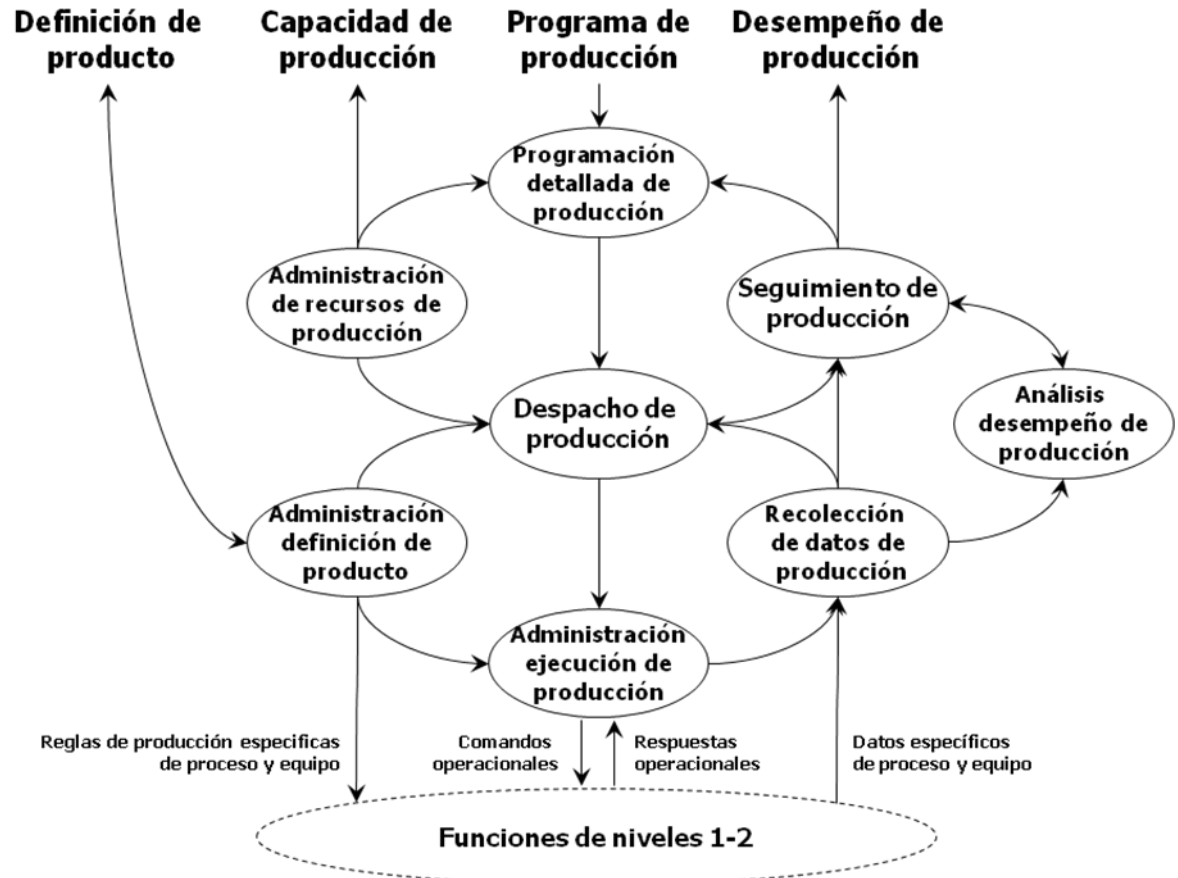 Definición de
producto
Capacidad de
producción
Programa de
producción
Desempeño de
producción
Programación
detallada de
producción
Administración
de recursos de
producción
Seguimiento de
producción
Despacho de
producción
Análisis
desempeño de
producción
Administración
definición de
producto
Recolección
de datos de
producción
Administración
ejecución de
producción
Reglas de producción especificas
de proceso y equipo
Comandos
operacionales
Respuestas
operacionales
Datos específicos
de proceso y equipo
Funciones de niveles 1-2